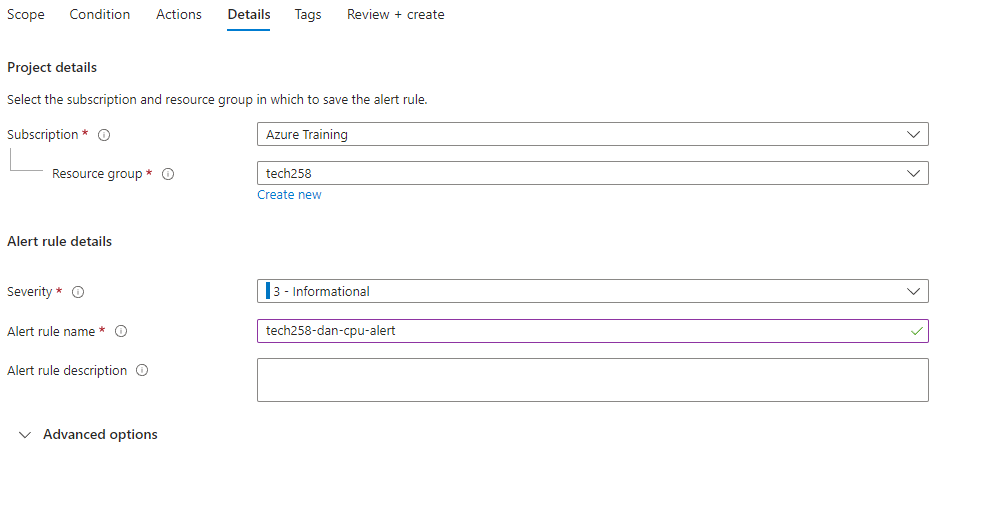 Scope Condition Actions Details Tags Review + create
Project details
Select the subscription and resource group in which to save the alert rule.
Subscription * Azure Training
Resource group * tech258
Create new
Alert rule details
Severity * 3 - Informational
Alert rule name * tech258-dan-cpu-alert
Alert rule description
Advanced options